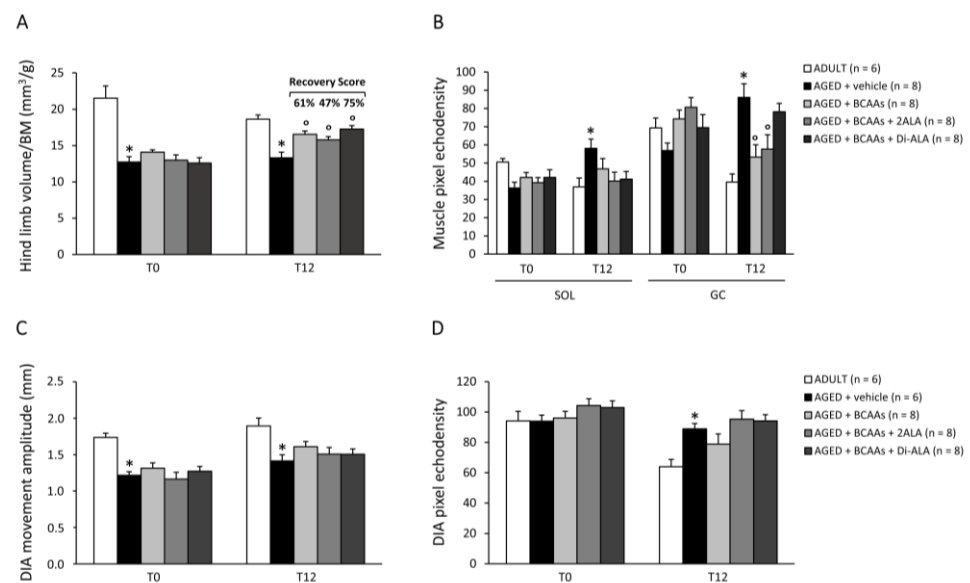 A
Hind limb volume/BM (mm³/g)
25
20
15
10
5
0
Recovery Score
61% 47% 75%
*
* ° ° °
T0 T12
B
Muscle pixel echodensity
100
90
80
70
60
50
40
30
20
10
0
*
*
° °
T0 T12 T0 T12
SOL GC
ADULT (n = 6)
AGED + vehicle (n = 8)
AGED + BCAAs (n = 8)
AGED + BCAAs + 2ALA (n = 8)
AGED + BCAAs + Di-ALA (n = 8)
C
DIA movement amplitude (mm)
2.5
2.0
1.5
1.0
0.5
0.0
* *
T0 T12
D
DIA pixel echodensity
120
100
80
60
40
20
0
*
T0 T12
ADULT (n = 6)
AGED + vehicle (n = 6)
AGED + BCAAs (n = 8)
AGED + BCAAs + 2ALA (n = 8)
AGED + BCAAs + Di-ALA (n = 8)